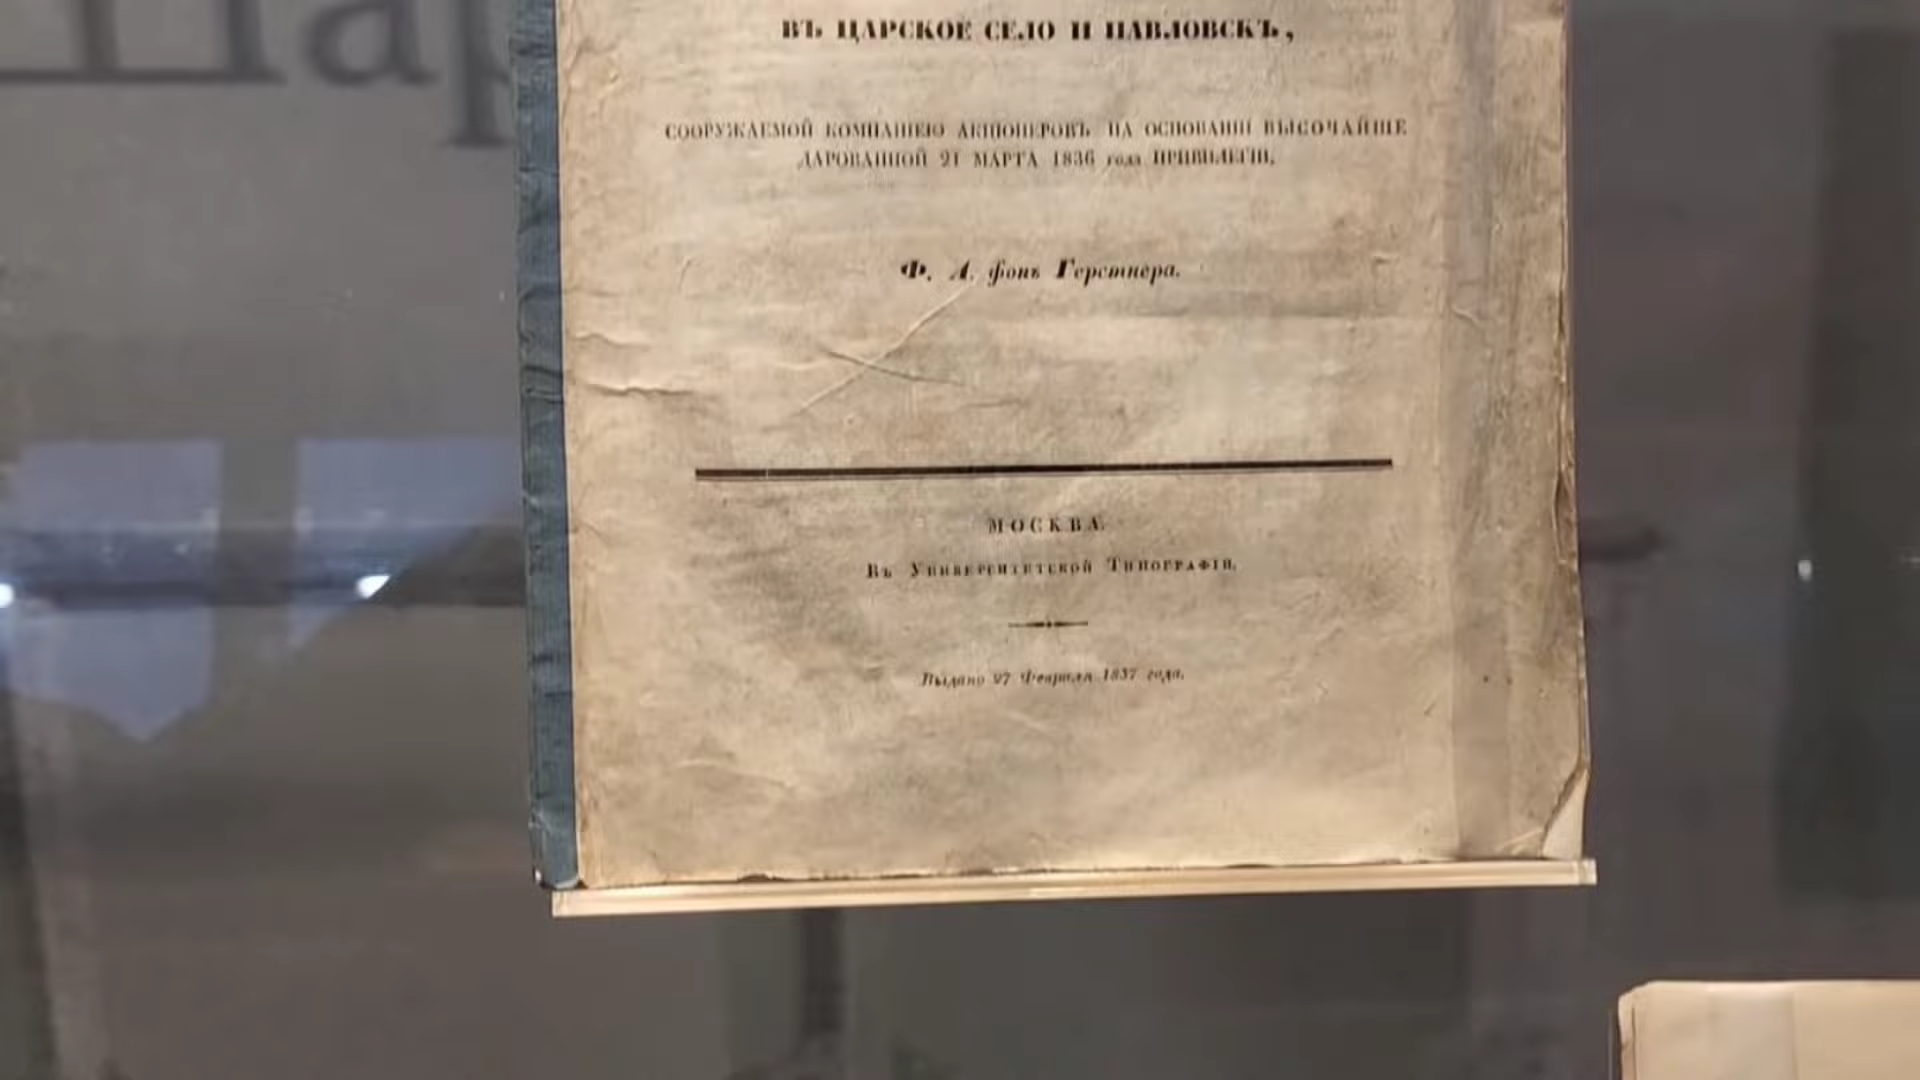 Пар
ВЪ ЦАРСКОЕ СЕЛО И ПАВЛОВСКЪ,
СООРУЖАЕМОЙ КОМПАНІЕЮ АКЦІОНЕРОВЪ НА ОСНОВАНІИ ВЫСОЧАЙШЕ
ДАРОВАННОЙ 21 МАРТА 1836 года ПРИВИЛЕГІИ,
Ф. А. фонъ Герстнера.
МОСКВА.
Въ Университетской Типографіи.
Выдано 27 Февраля 1837 года.